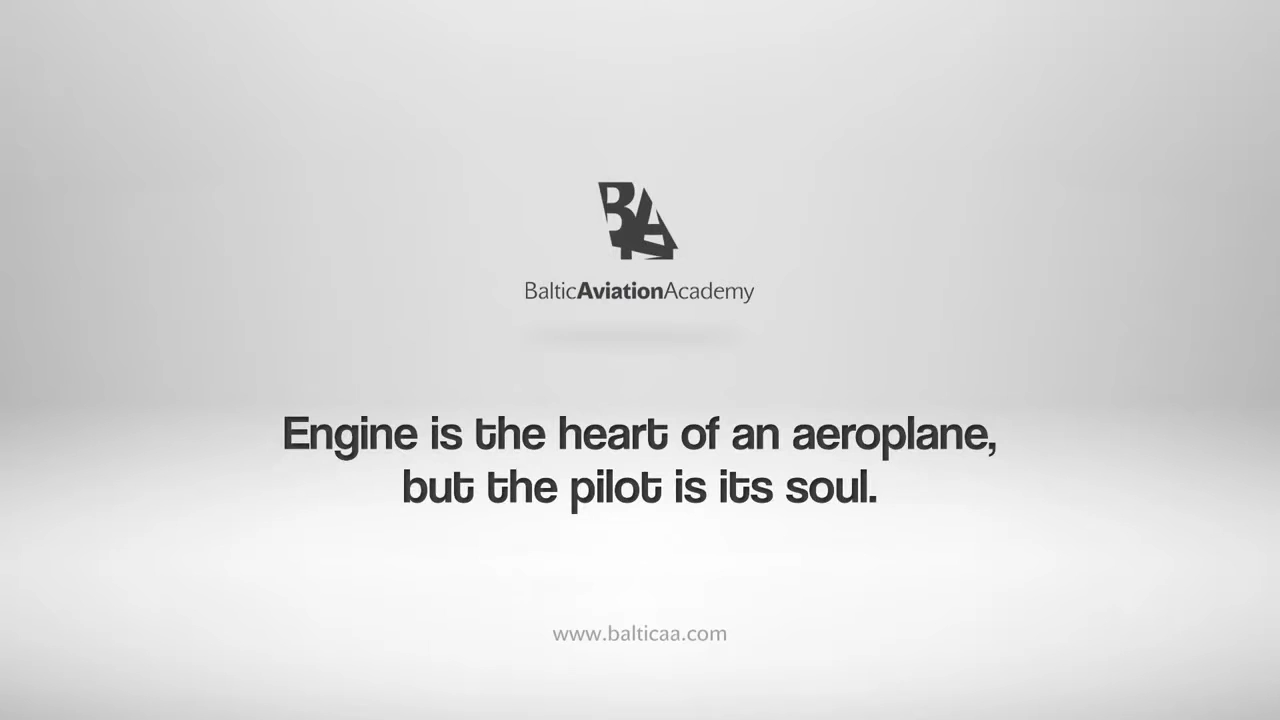 BA
BalticAviationAcademy
Engine is the heart of an aeroplane,
but the pilot is its soul.
www.balticaa.com